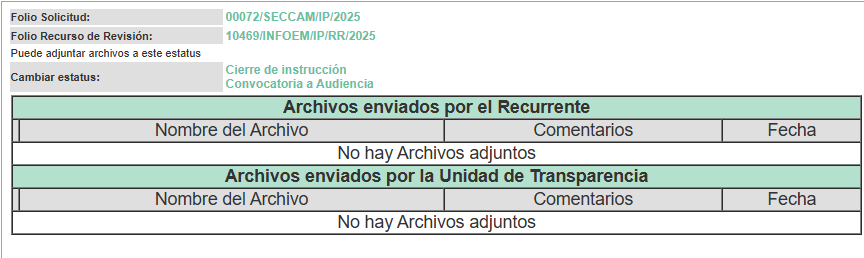 Folio Solicitud: 00072/SECCAM/IP/2025
Folio Recurso de Revisión: 10469/INFOEM/IP/RR/2025
Puede adjuntar archivos a este estatus
Cambiar estatus: Cierre de instrucción
Convocatoria a Audiencia
Archivos enviados por el Recurrente
Nombre del Archivo Comentarios Fecha
No hay Archivos adjuntos
Archivos enviados por la Unidad de Transparencia
Nombre del Archivo Comentarios Fecha
No hay Archivos adjuntos